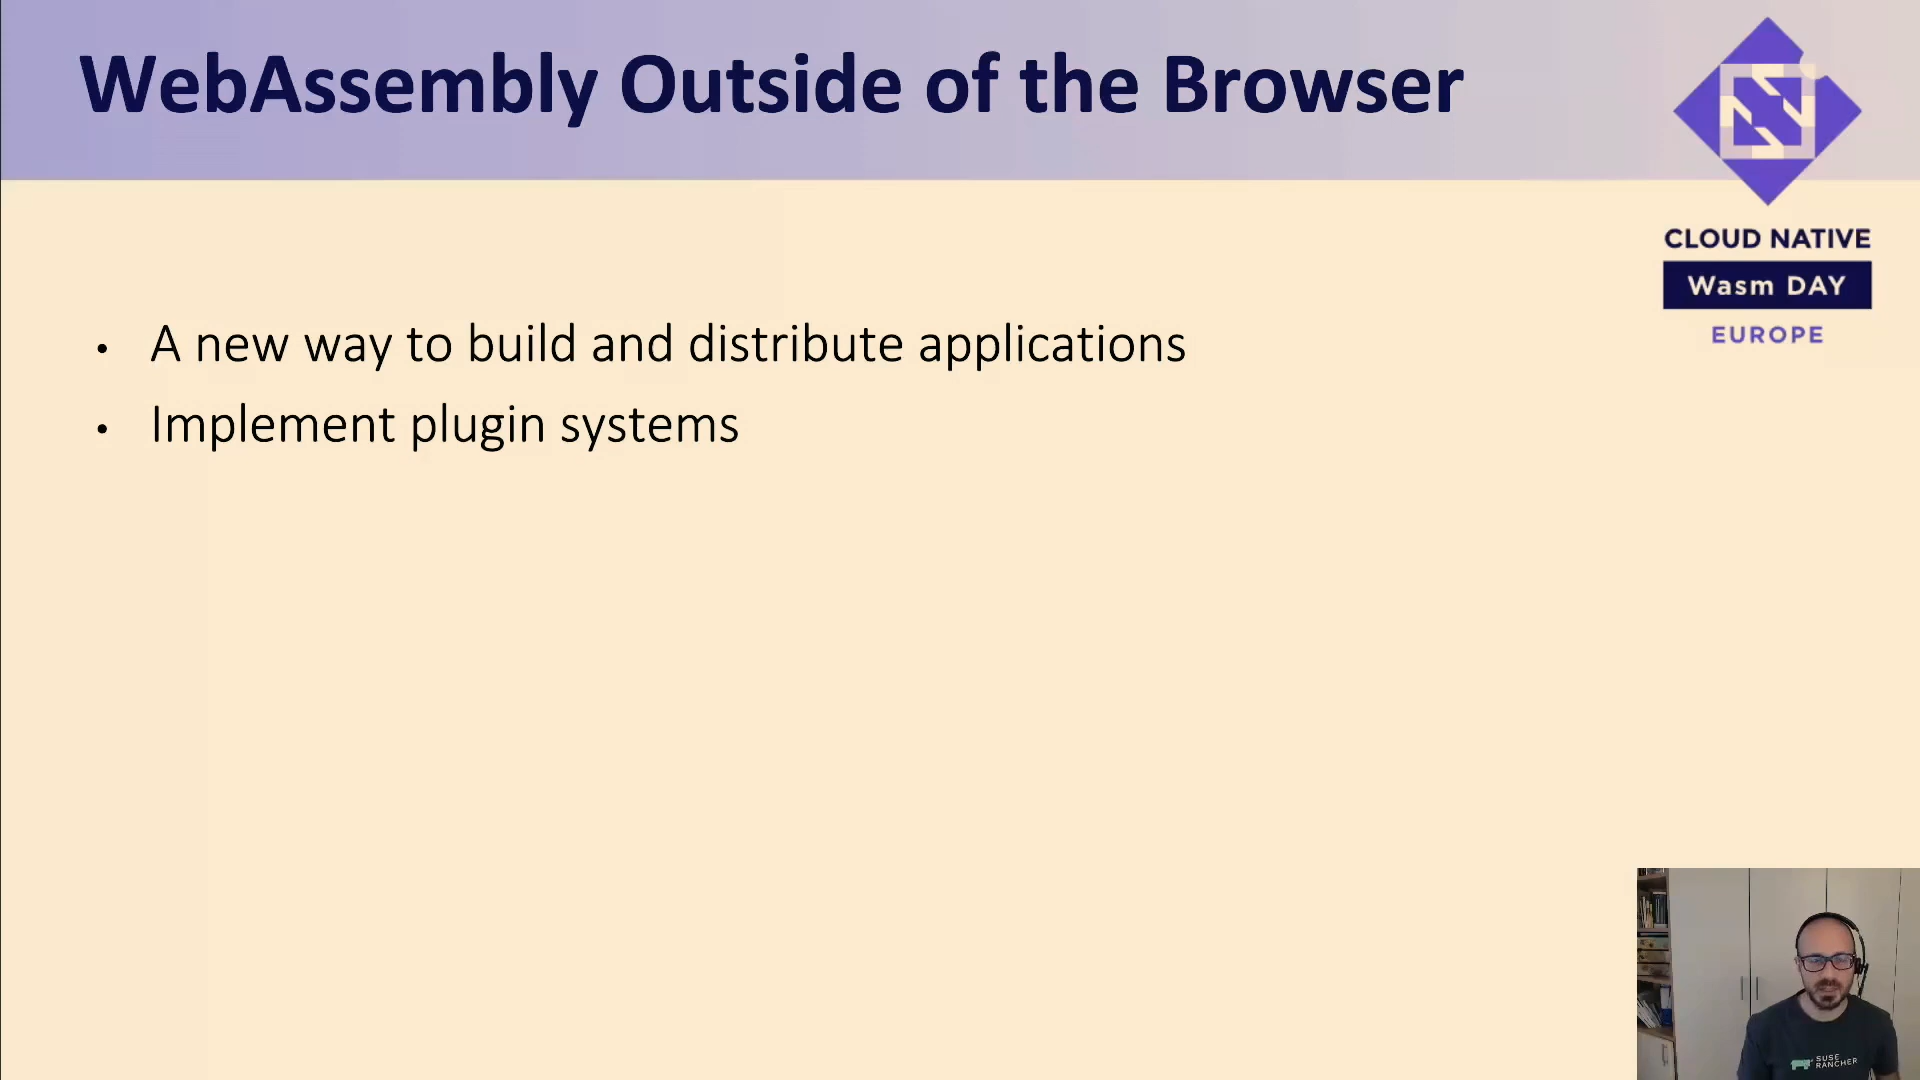 WebAssembly Outside of the Browser
CLOUD NATIVE
Wasm DAY
EUROPE
• A new way to build and distribute applications
• Implement plugin systems
SUSE
RANCHER